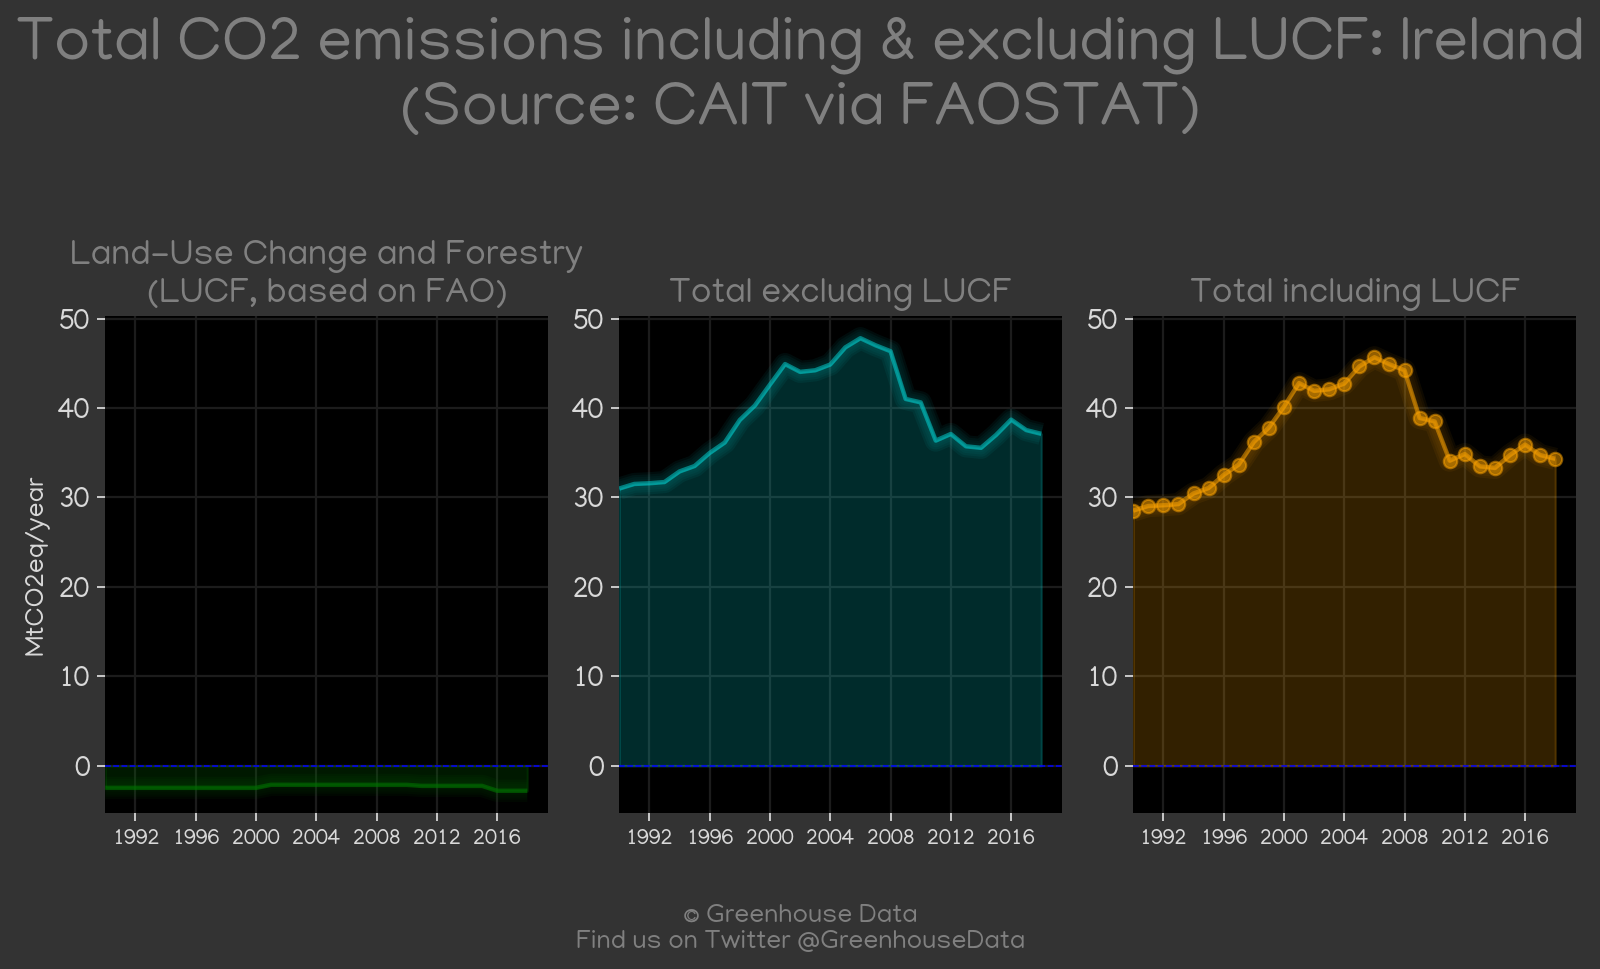 Total CO2 emissions including & excluding LUCF: Ireland
(Source: CAIT via FAOSTAT)
Land-Use Change and Forestry
(LUCF, based on FAO)
Total excluding LUCF
Total including LUCF
MtCO2eq/year
50
40
30
20
10
0
1992 1996 2000 2004 2008 2012 2016
50
40
30
20
10
0
1992 1996 2000 2004 2008 2012 2016
50
40
30
20
10
0
1992 1996 2000 2004 2008 2012 2016
© Greenhouse Data
Find us on Twitter @GreenhouseData